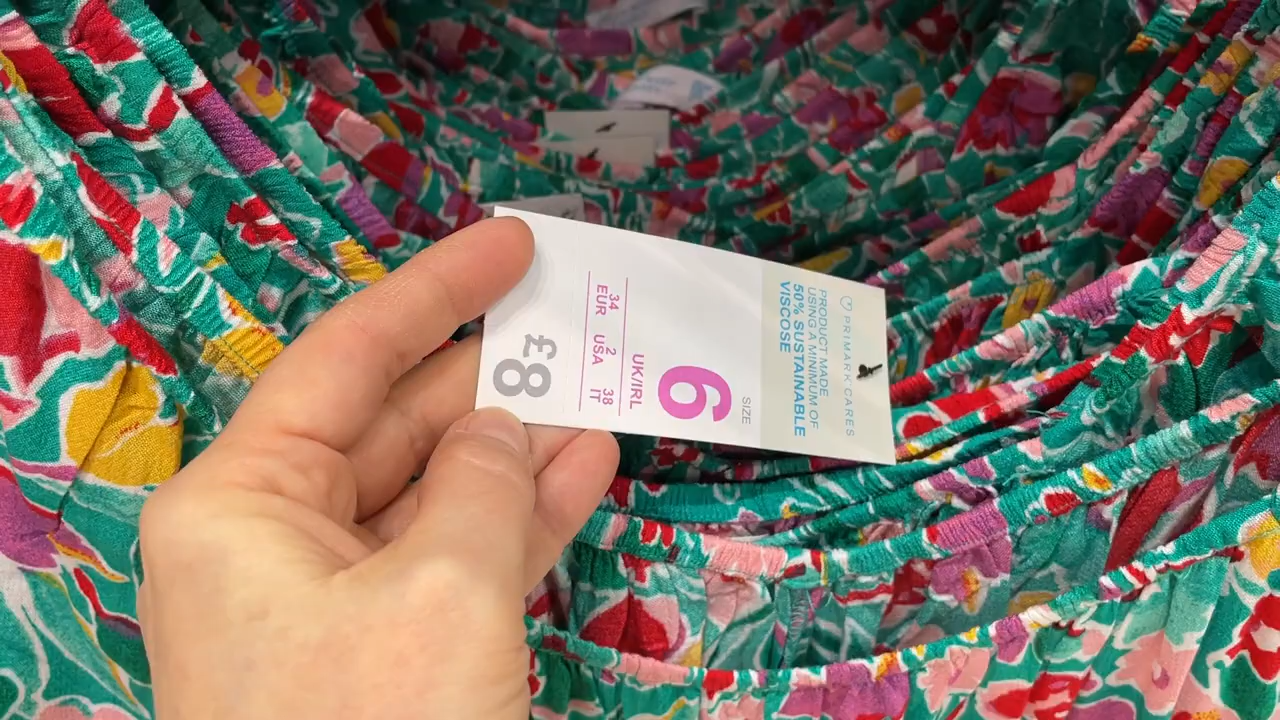 PRIMARK CARES
PRODUCT MADE
USING A MINIMUM OF
50% SUSTAINABLE
VISCOSE
SIZE
6
UK/IRL
34 2 38
EUR USA IT
£8